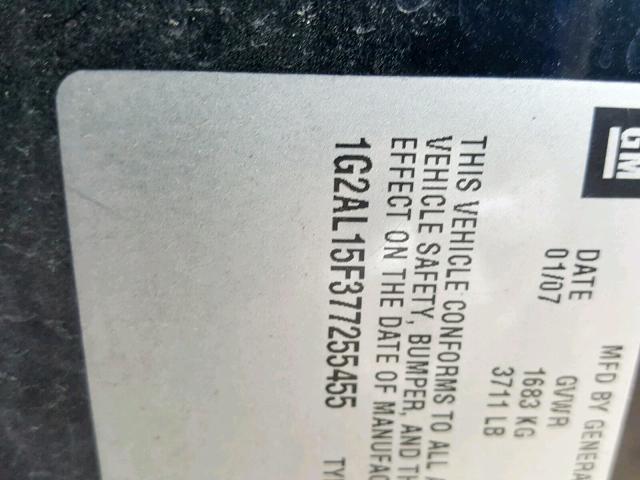 GM
MFD BY GENERA
DATE GVWR
01/07 1683 KG
3711 LB
THIS VEHICLE CONFORMS TO ALL A
VEHICLE SAFETY, BUMPER, AND TH
EFFECT ON THE DATE OF MANUFAC
1G2AL15F377255455 TY